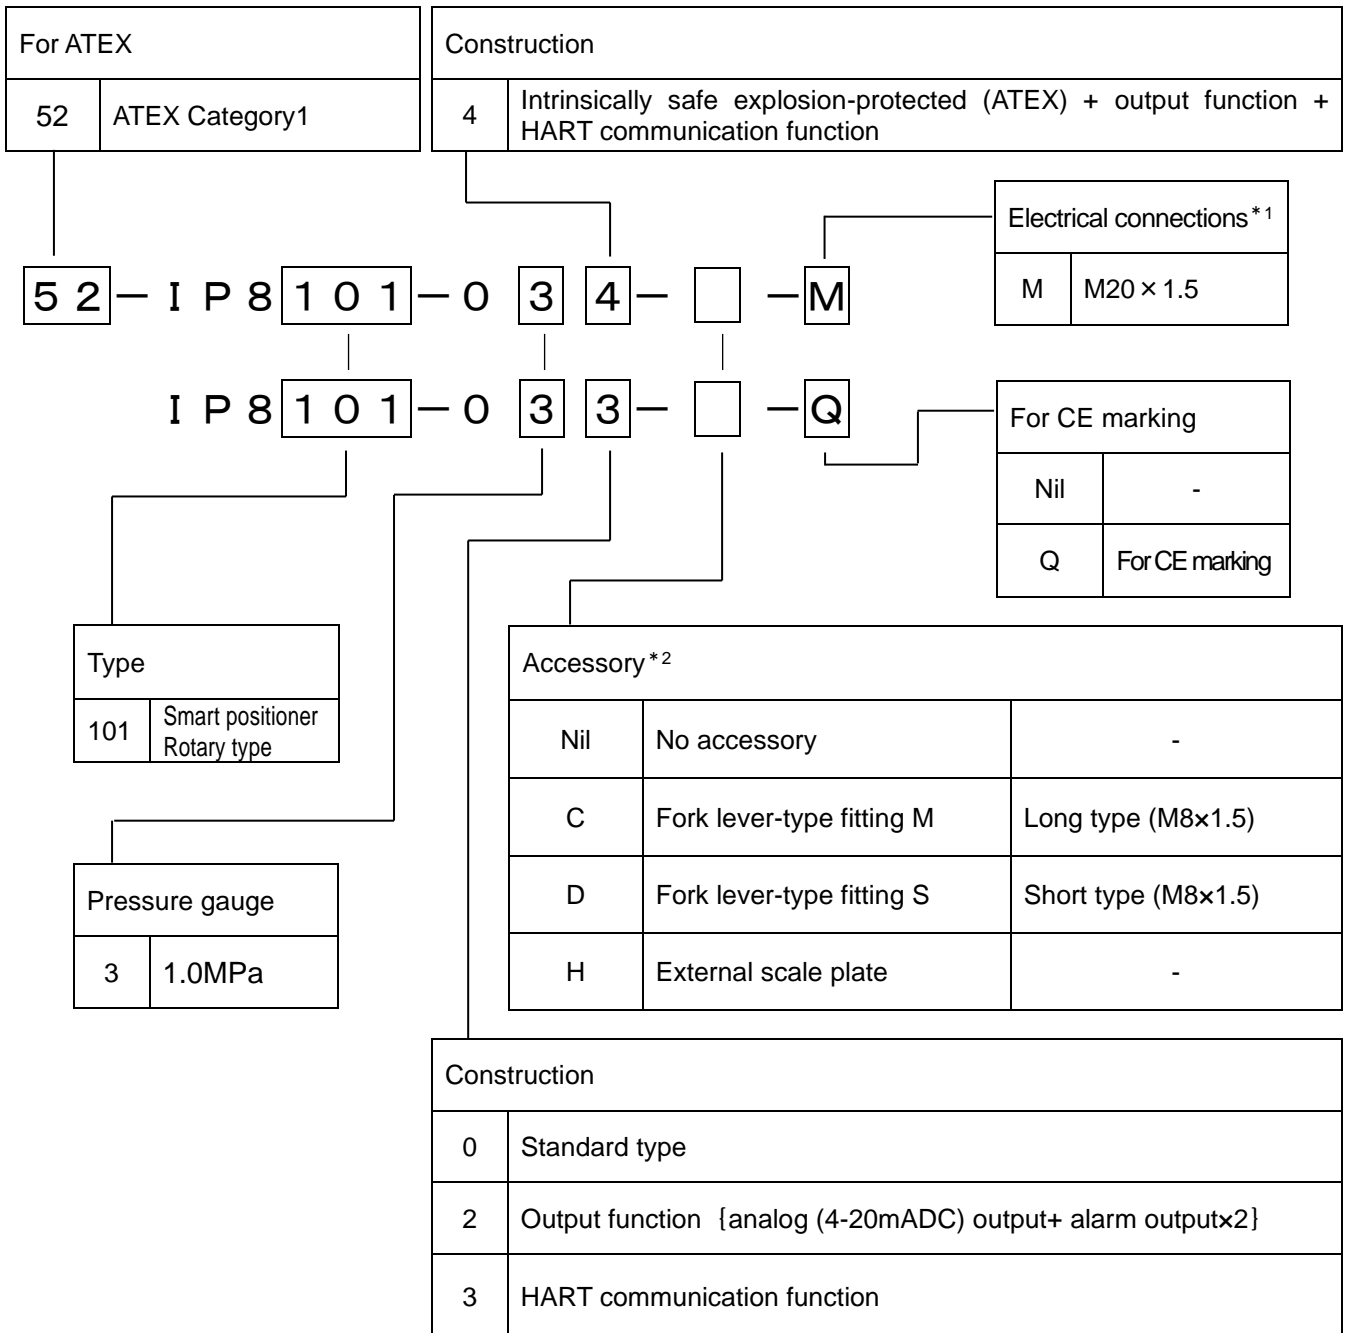 For ATEX
52 ATEX Category1
Construction
4 Intrinsically safe explosion-protected (ATEX) + output function +
HART communication function
Electrical connections*1
M M20×1.5
52-IP8101-034-□-M
IP8101-033-□-Q
For CE marking
Nil -
Q For CE marking
Type
101 Smart positioner
Rotary type
Pressure gauge
3 1.0MPa
Accessory*2
Nil No accessory -
C Fork lever-type fitting M Long type (M8×1.5)
D Fork lever-type fitting S Short type (M8×1.5)
H External scale plate -
Construction
0 Standard type
2 Output function {analog (4-20mADC) output+ alarm output×2}
3 HART communication function